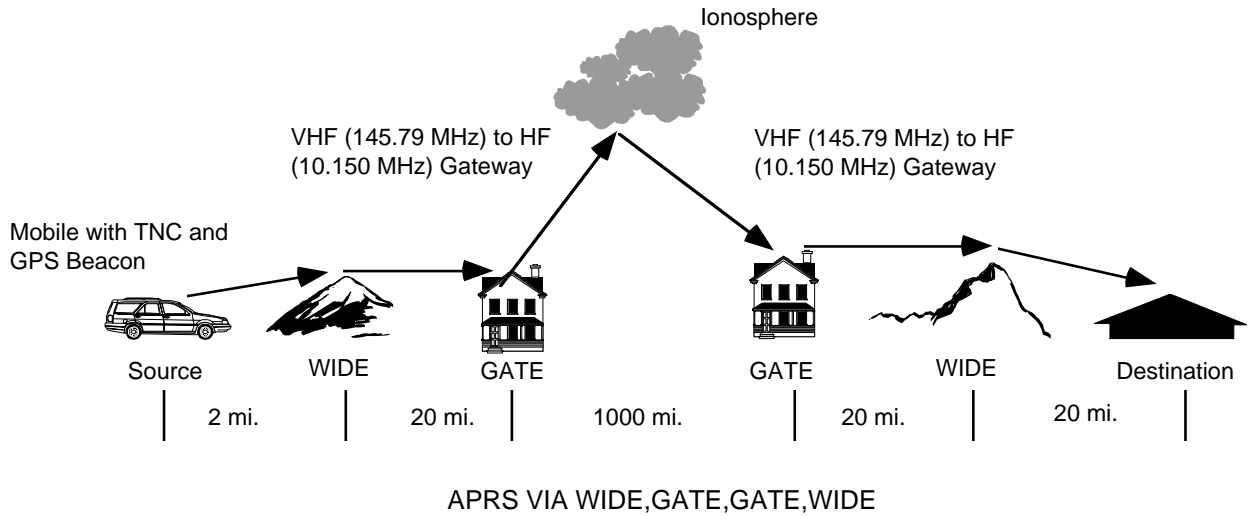 Ionosphere
VHF (145.79 MHz) to HF
(10.150 MHz) Gateway
VHF (145.79 MHz) to HF
(10.150 MHz) Gateway
Mobile with TNC and
GPS Beacon
Source
WIDE
GATE
GATE
WIDE
Destination
2 mi.
20 mi.
1000 mi.
20 mi.
20 mi.
APRS VIA WIDE,GATE,GATE,WIDE